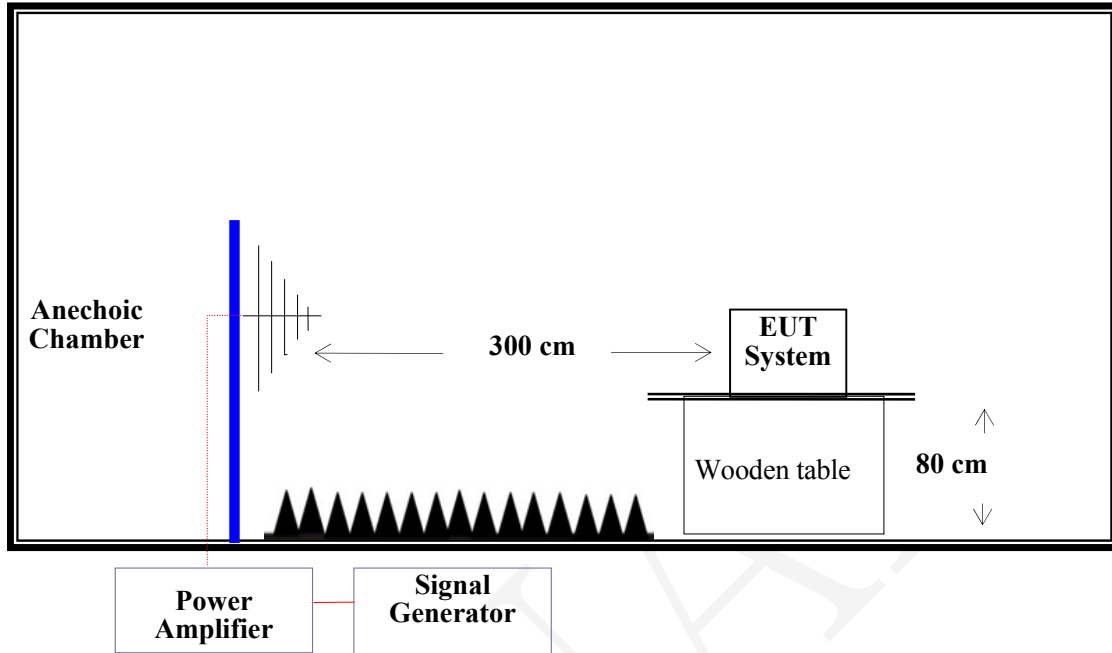 Anechoic
Chamber
300 cm
EUT
System
Wooden table
80 cm
Power
Amplifier
Signal
Generator